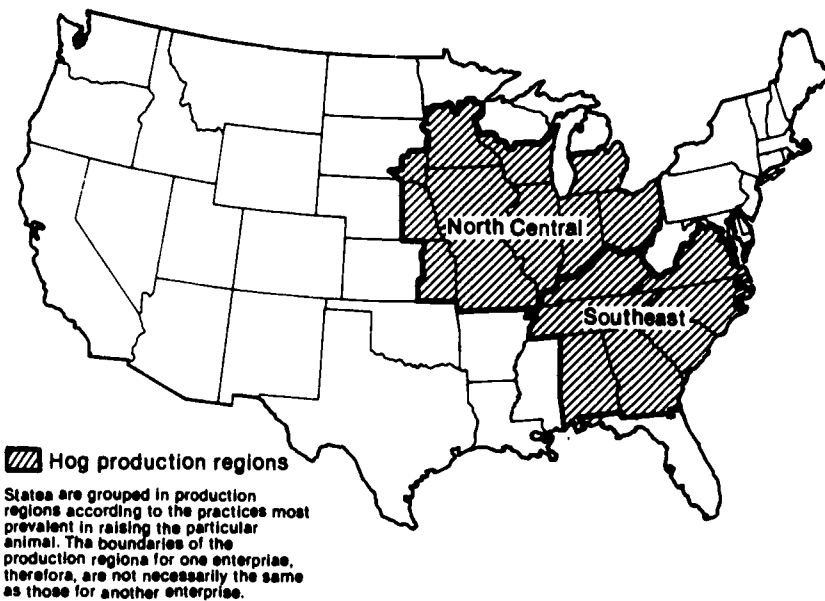 North Central
Southeast
Hog production regions
Statea are grouped in production
regions according to the practices most
prevalent in raising the particular
animal. Tha boundaries of the
production regiona for one enterpriae,
therefora, are not necessarily the same
as those for another enterprise.